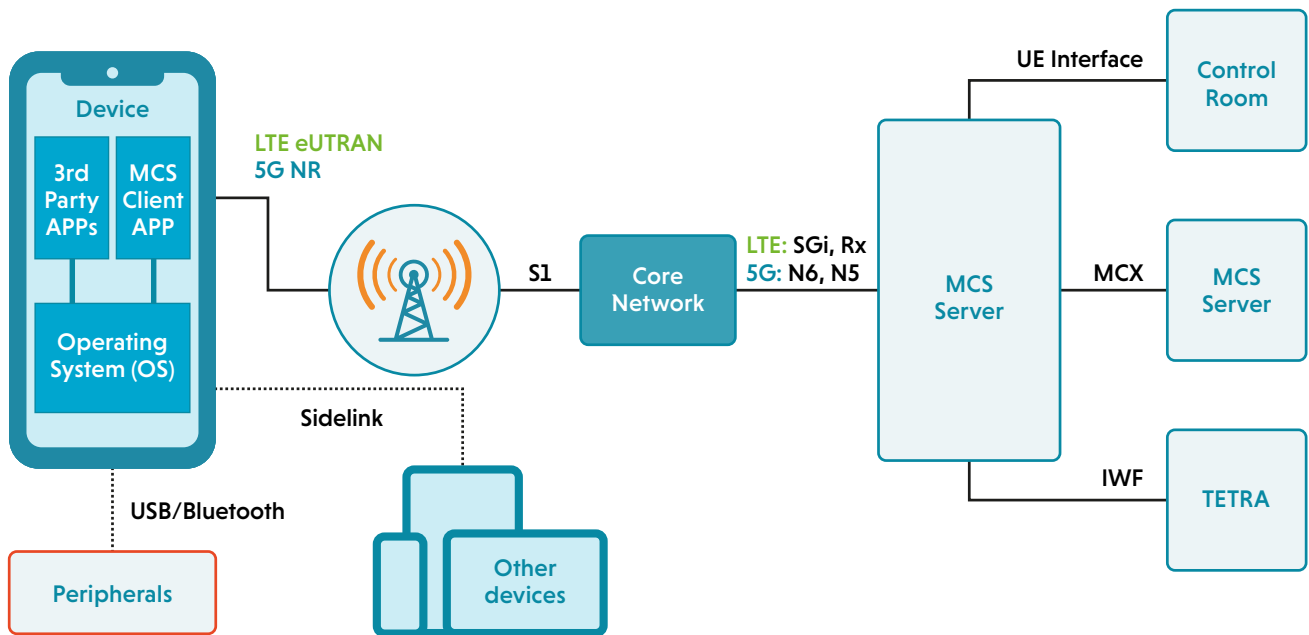 Device
3rd
Party
APPs
MCS
Client
APP
Operating
System (OS)
LTE eUTRAN
5G NR
S1
Core
Network
LTE: SGi, Rx
5G: N6, N5
MCS
Server
UE Interface
Control
Room
MCX
MCS
Server
IWF
TETRA
Sidelink
USB/Bluetooth
Peripherals
Other
devices